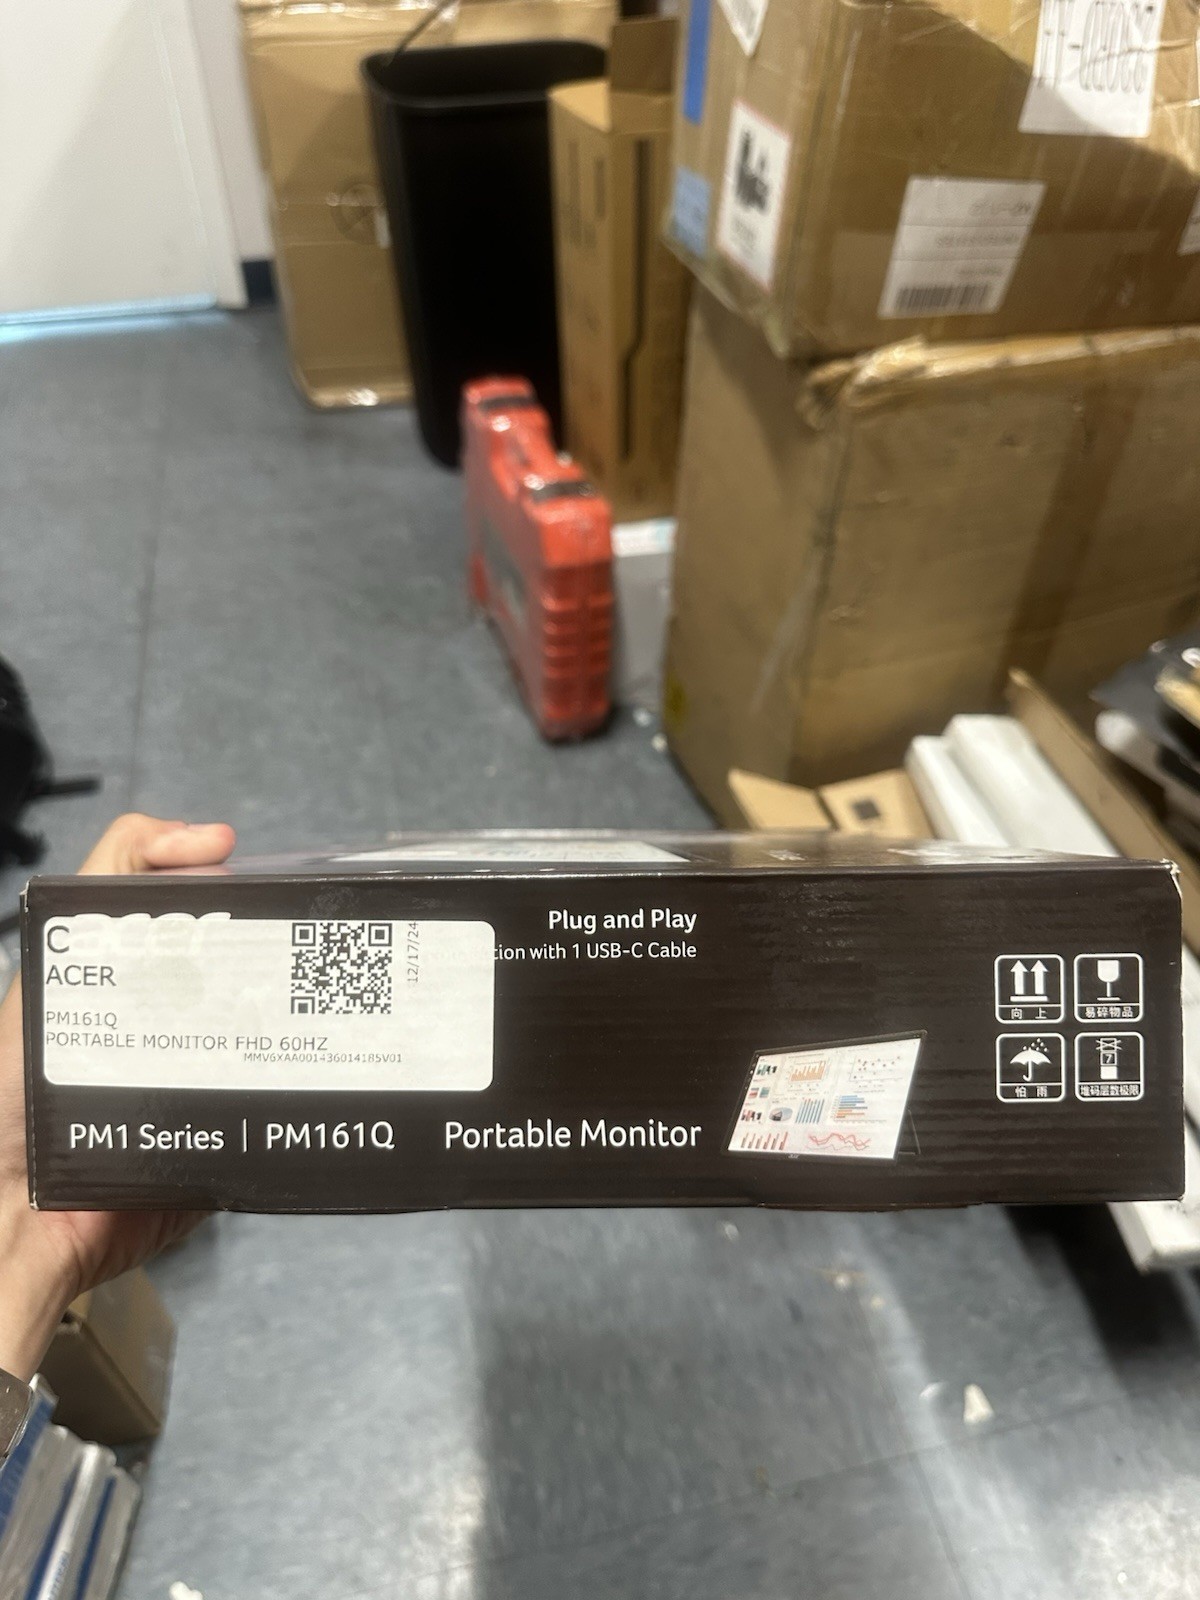 C
ACER
12/17/24
PM161Q
PORTABLE MONITOR FHD 60HZ
MMV6XAA001436014185V01
Plug and Play
tion with 1 USB-C Cable
PM1 Series | PM161Q Portable Monitor
向 上
易碎物品
怕 雨
7
堆码层数极限